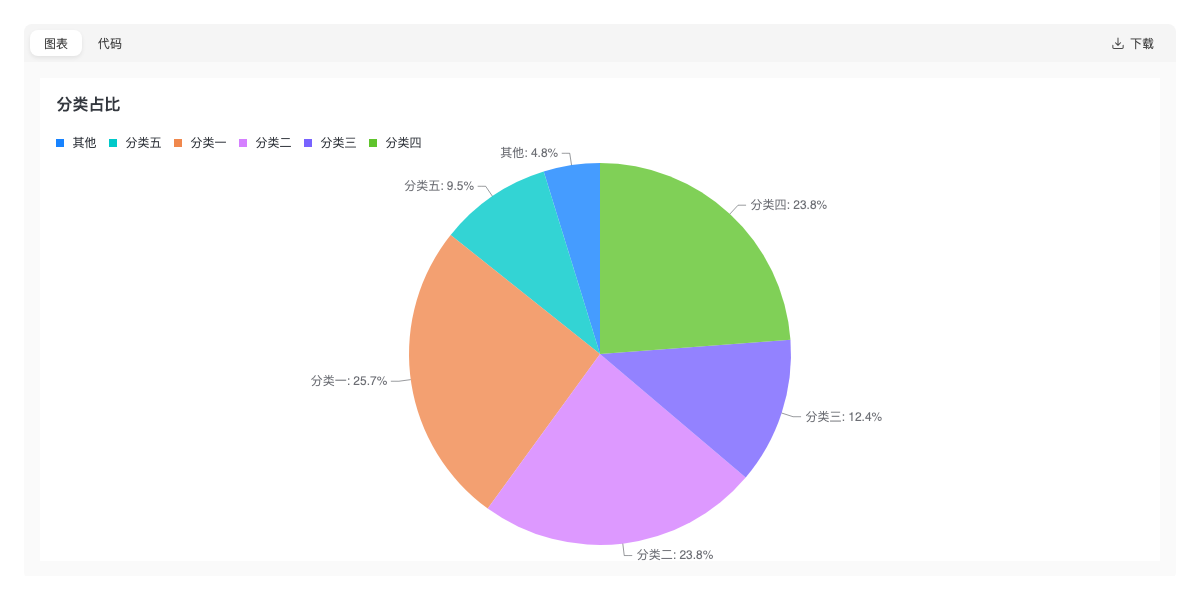 图表 代码 下载
分类占比
其他 分类五 分类一 分类二 分类三 分类四
其他: 4.8%
分类五: 9.5%
分类四: 23.8%
分类一: 25.7%
分类三: 12.4%
分类二: 23.8%